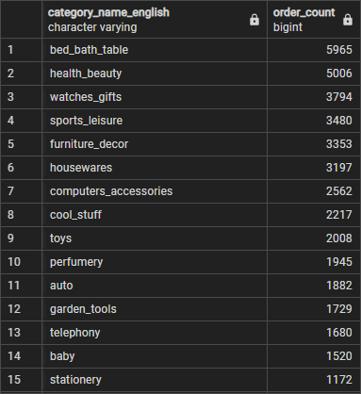 category_name_english order_count
character varying bigint
1 bed_bath_table 5965
2 health_beauty 5006
3 watches_gifts 3794
4 sports_leisure 3480
5 furniture_decor 3353
6 housewares 3197
7 computers_accessories 2562
8 cool_stuff 2217
9 toys 2008
10 perfumery 1945
11 auto 1882
12 garden_tools 1729
13 telephony 1680
14 baby 1520
15 stationery 1172